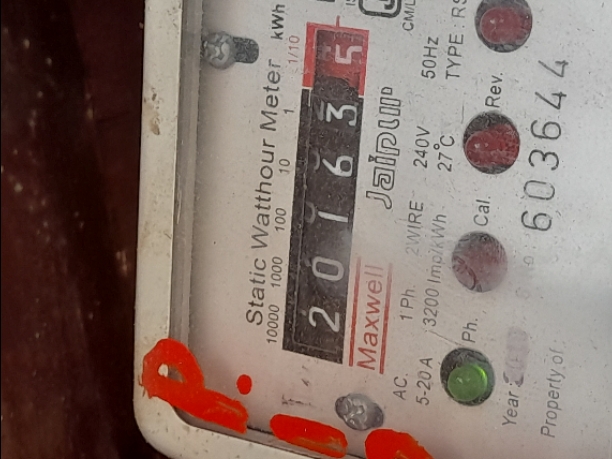 Static Watthour Meter kWh
10000 1000 100 10 1 1/10
2 0 1 6 3 5
Maxwell Jaipur
AC 1 Ph. 2WIRE 240V 50Hz
5-20 A 3200 Imp/kWh 27°C TYPE : RS
Ph. Cal. Rev.
Year
603644
Property of